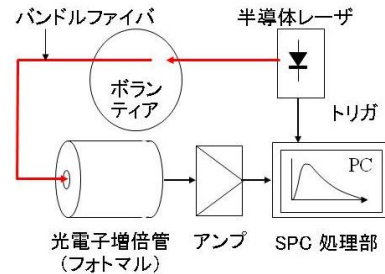 バンドルファイバ
半導体レーザ
ボラン
ティア
トリガ
PC
光電子増倍管
(フォトマル)
アンプ
SPC 処理部